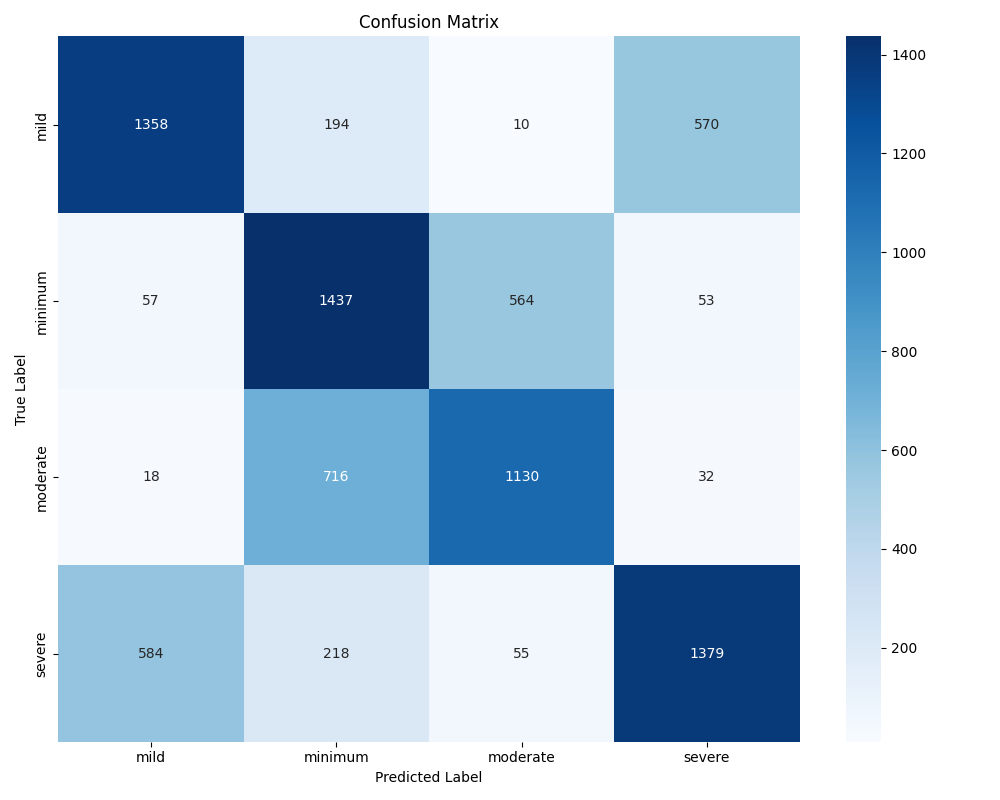 Confusion Matrix
True Label
mild 1358 194 10 570
minimum 57 1437 564 53
moderate 18 716 1130 32
severe 584 218 55 1379
mild minimum moderate severe
Predicted Label
1400
1200
1000
800
600
400
200